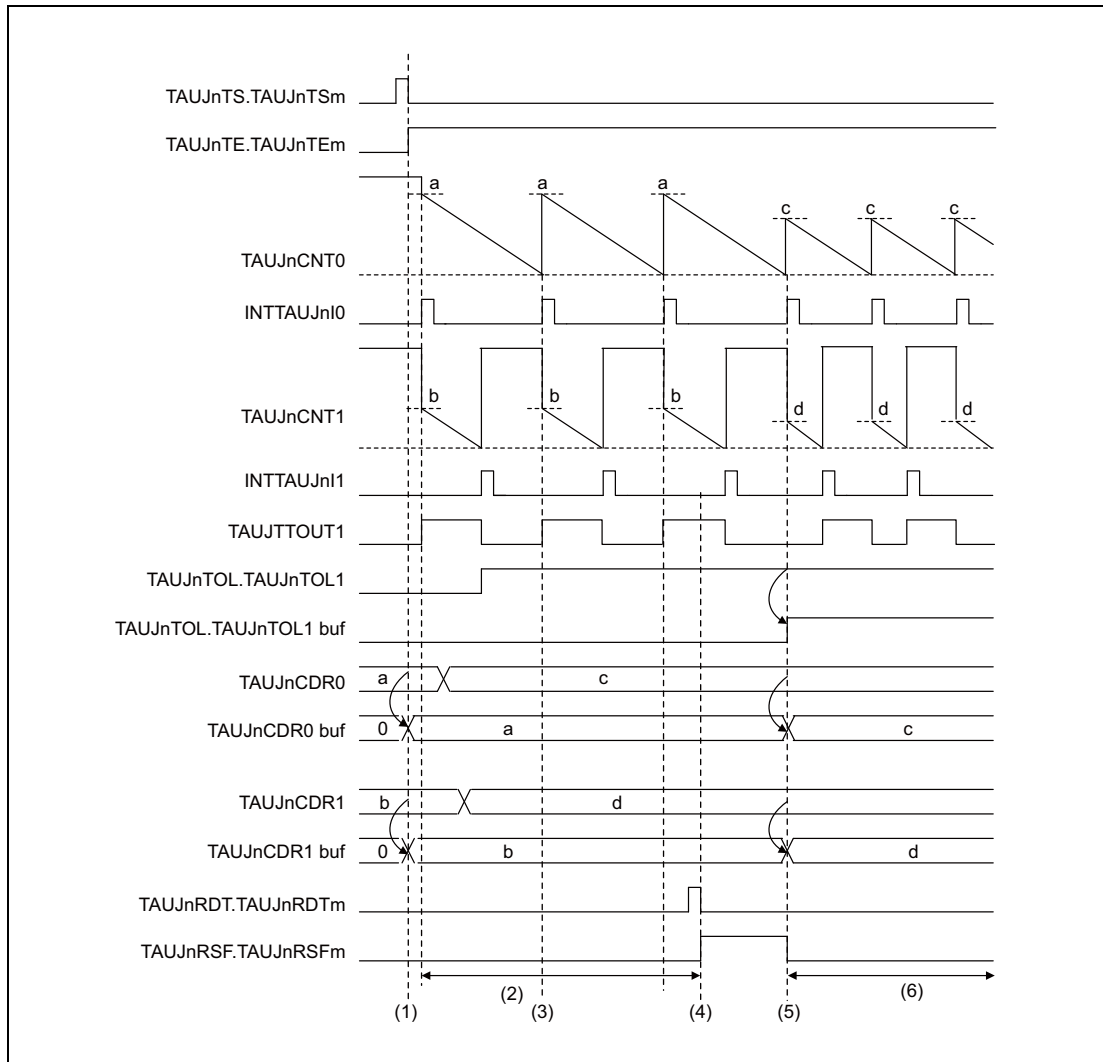 TAUJnTS.TAUJnTSm
TAUJnTE.TAUJnTEm
a a a
c c c
TAUJnCNT0
INTTAUJnI0
b b b
d d d
TAUJnCNT1
INTTAUJnI1
TAUJTTOUT1
TAUJnTOL.TAUJnTOL1
TAUJnTOL.TAUJnTOL1 buf
TAUJnCDR0 a c
TAUJnCDR0 buf 0 a c
TAUJnCDR1 b d
TAUJnCDR1 buf 0 b d
TAUJnRDT.TAUJnRDTm
TAUJnRSF.TAUJnRSFm
(2) (6)
(1) (3) (4) (5)